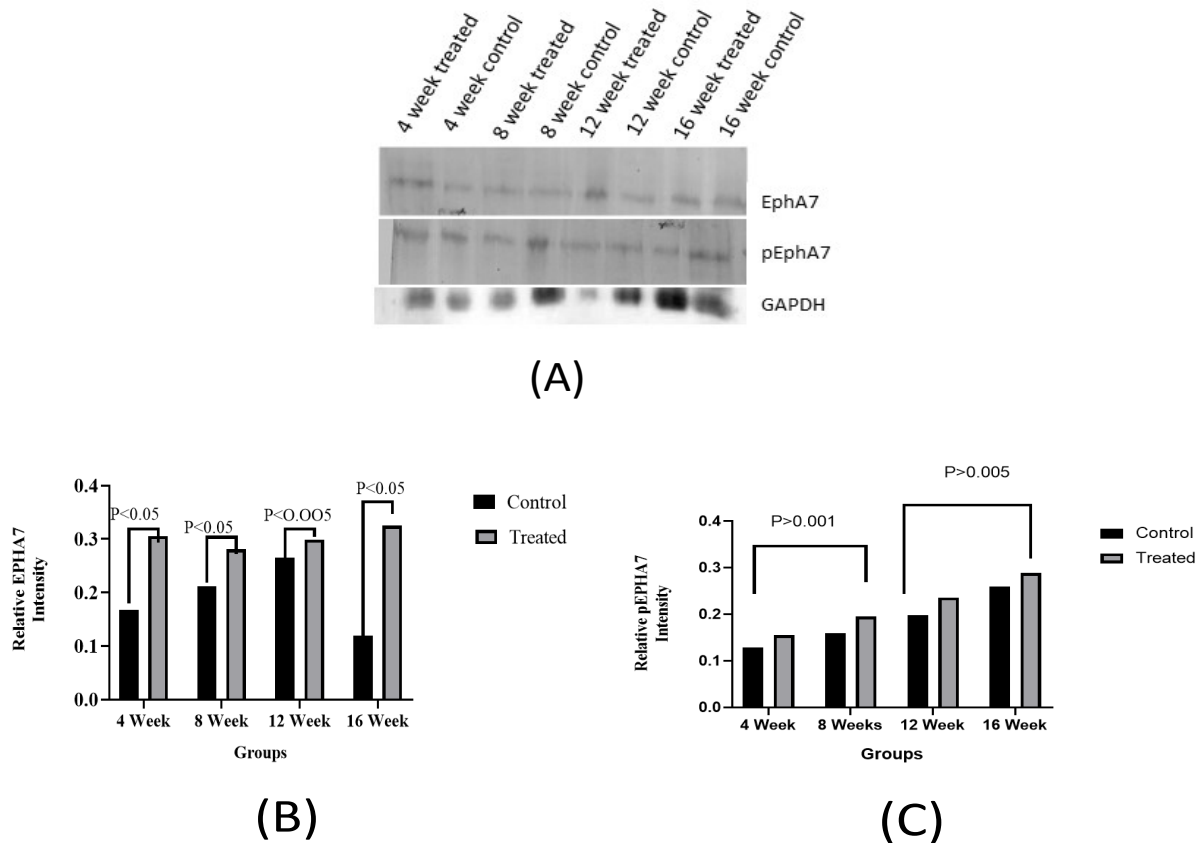 4 week treated
4 week control
8 week treated
8 week control
12 week treated
12 week control
16 week treated
16 week control
EphA7
pEphA7
GAPDH
(A)
Relative EPHA7
Intensity
0.4
0.3
0.2
0.1
0.0
P<0.05
P<0.05
P<O.OO5
P<0.05
4 Week
8 Week
12 Week
16 Week
Groups
Control
Treated
(B)
Relative pEPHA7
Intensity
0.4
0.3
0.2
0.1
0.0
P>0.001
P>0.005
4 Week
8 Weeks
12 Week
16 Week
Groups
Control
Treated
(C)